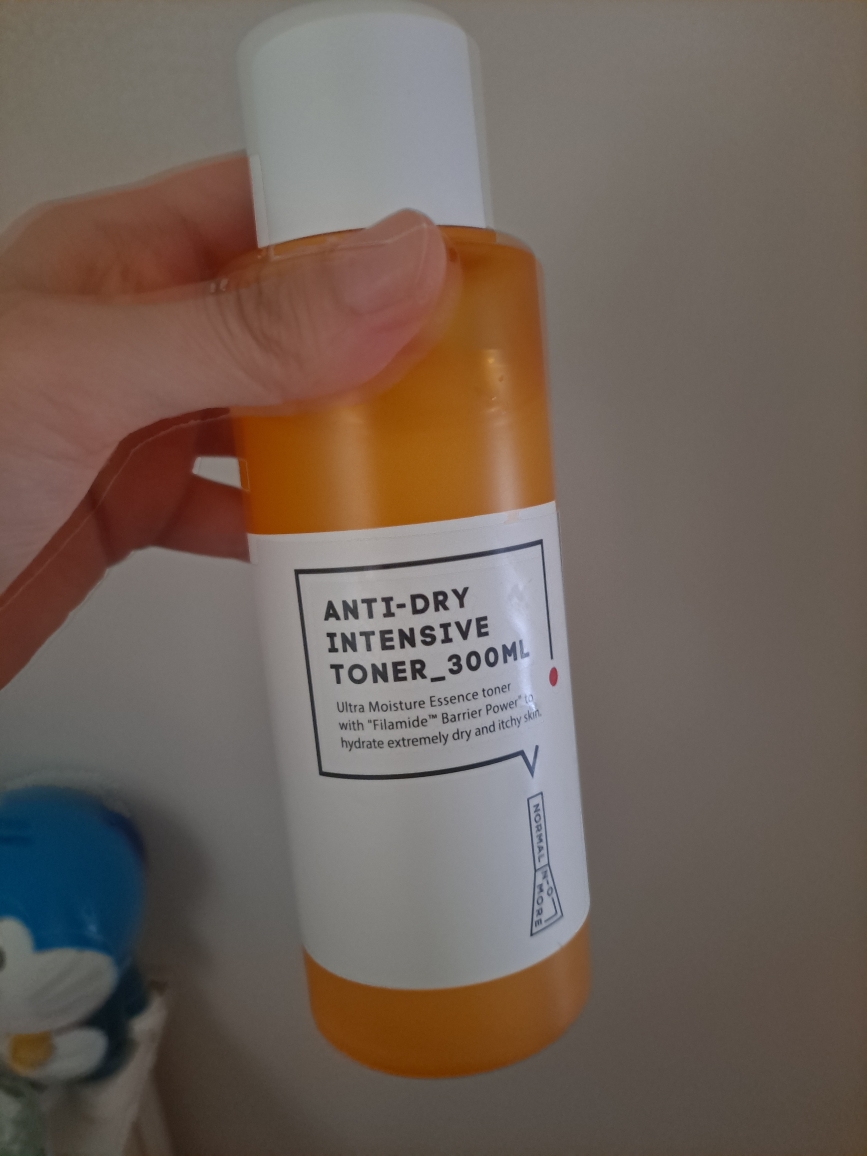 ANTI-DRY
INTENSIVE
TONER_300ML
Ultra Moisture Essence toner
with "Filamide™ Barrier Power" to
hydrate extremely dry and itchy skin.
NORMAL
N-O
MORE